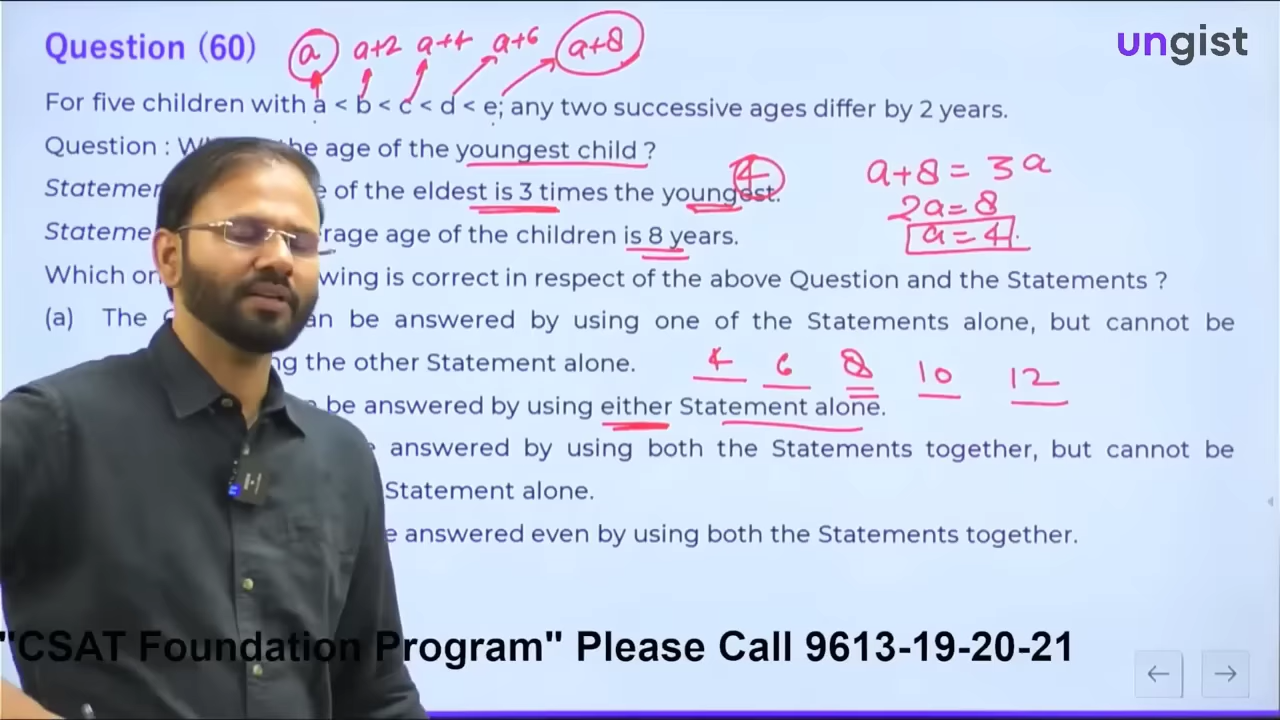 Question (60)
a a+2 a+4 a+6 a+8
ungist
For five children with a < b < c < d < e; any two successive ages differ by 2 years.
Question : W he age of the youngest child ?
4
a+8 = 3a
Statemen e of the eldest is 3 times the youngest.
2a=8
Stateme rage age of the children is 8 years.
a=4
Which on wing is correct in respect of the above Question and the Statements ?
(a) The an be answered by using one of the Statements alone, but cannot be
ng the other Statement alone.
4 6 8 10 12
be answered by using either Statement alone.
answered by using both the Statements together, but cannot be
Statement alone.
e answered even by using both the Statements together.
"CSAT Foundation Program" Please Call 9613-19-20-21